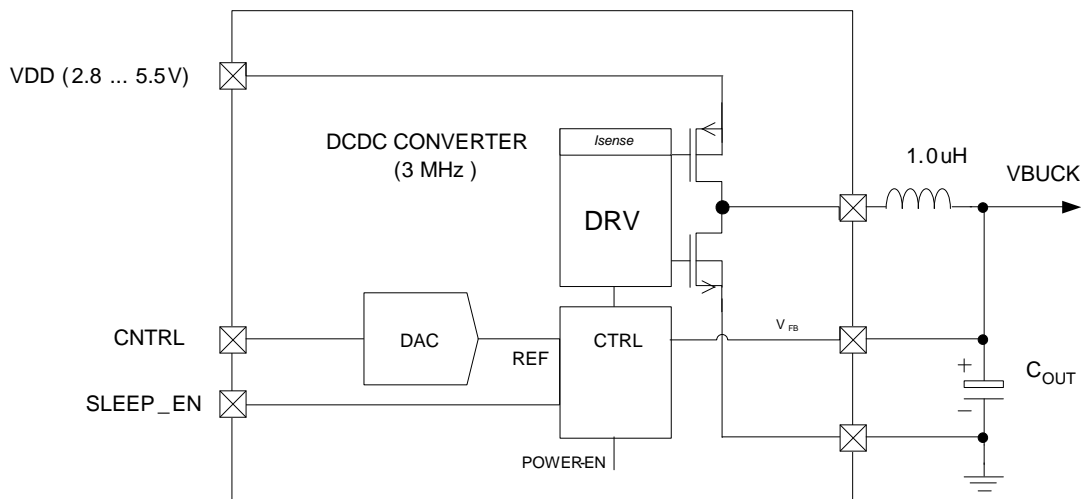 VDD (2.8 ... 5.5V)
DCDC CONVERTER
(3 MHz )
Isense
DRV
1.0uH
VBUCK
CNTRL
DAC
REF
CTRL
V FB
SLEEP_EN
+
−
COUT
POWER-EN